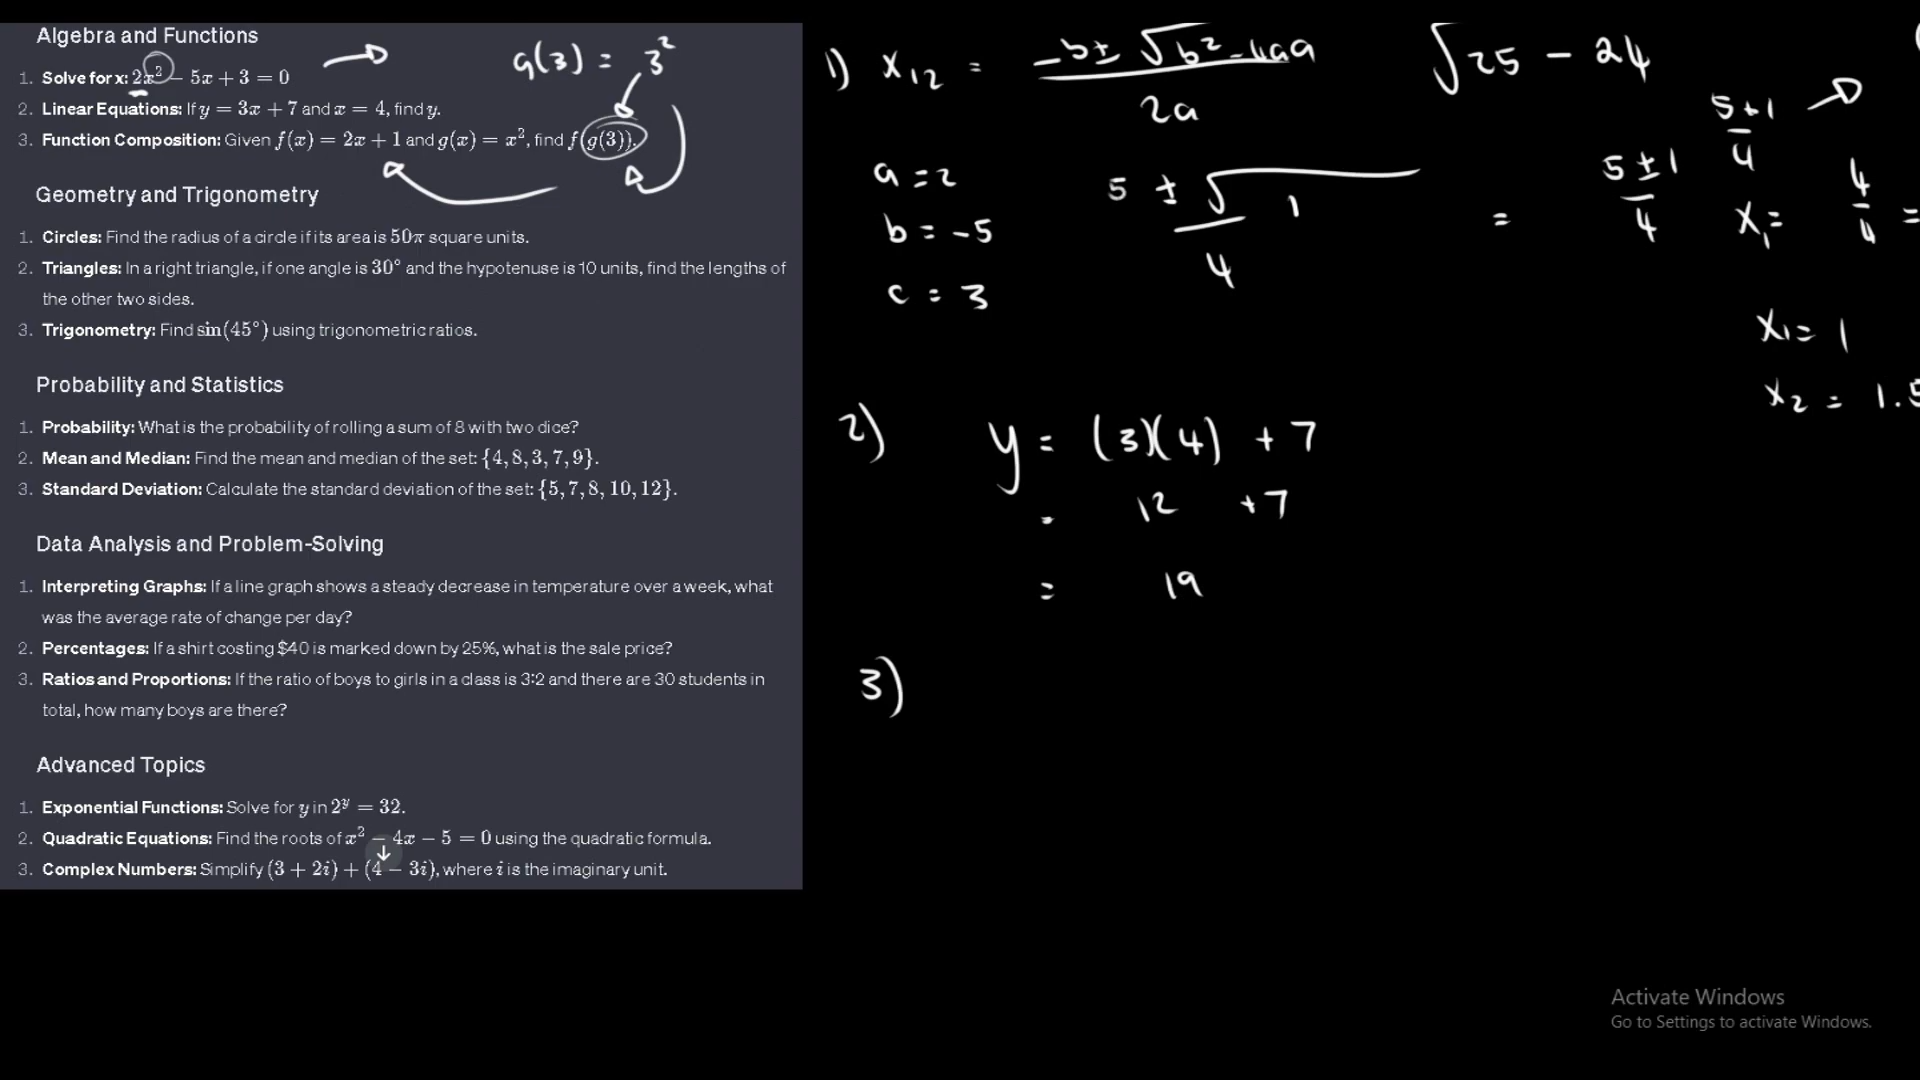 Algebra and Functions
1. Solve for x: 2x² − 5x + 3 = 0
2. Linear Equations: If y = 3x + 7 and x = 4, find y.
3. Function Composition: Given f(x) = 2x + 1 and g(x) = x², find f(g(3)).
g(3) = 3²
Geometry and Trigonometry
1. Circles: Find the radius of a circle if its area is 50π square units.
2. Triangles: In a right triangle, if one angle is 30° and the hypotenuse is 10 units, find the lengths of
the other two sides.
3. Trigonometry: Find sin(45°) using trigonometric ratios.
Probability and Statistics
1. Probability: What is the probability of rolling a sum of 8 with two dice?
2. Mean and Median: Find the mean and median of the set: {4, 8, 3, 7, 9}.
3. Standard Deviation: Calculate the standard deviation of the set: {5, 7, 8, 10, 12}.
Data Analysis and Problem-Solving
1. Interpreting Graphs: If a line graph shows a steady decrease in temperature over a week, what
was the average rate of change per day?
2. Percentages: If a shirt costing $40 is marked down by 25%, what is the sale price?
3. Ratios and Proportions: If the ratio of boys to girls in a class is 3:2 and there are 30 students in
total, how many boys are there?
Advanced Topics
1. Exponential Functions: Solve for y in 2ʸ = 32.
2. Quadratic Equations: Find the roots of x² − 4x − 5 = 0 using the quadratic formula.
3. Complex Numbers: Simplify (3 + 2i) + (4 − 3i), where i is the imaginary unit.
1) x12 = -b ± √b² - 4a
2a
√25 - 24
a = 2
b = -5
c = 3
5 ± √1
4
= 5 ± 1
4
5 + 1
4
x₁ = 4
4 =
x₁ = 1
x₂ = 1.5
2) y = (3)(4) + 7
= 12 + 7
= 19
3)
Activate Windows
Go to Settings to activate Windows.